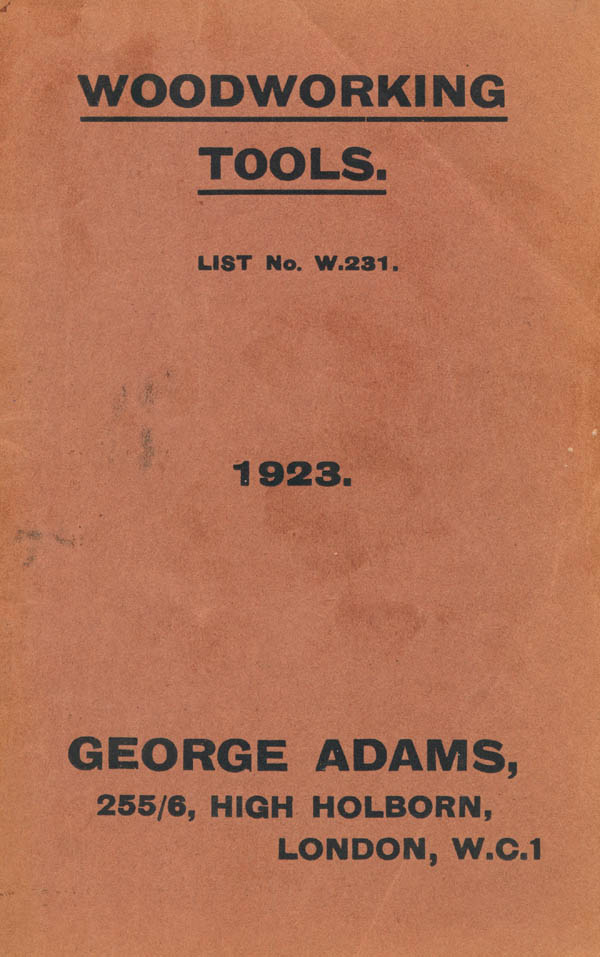 WOODWORKING
TOOLS.
LIST No. W.231.
1923.
GEORGE ADAMS,
255/6, HIGH HOLBORN,
LONDON, W.C.1